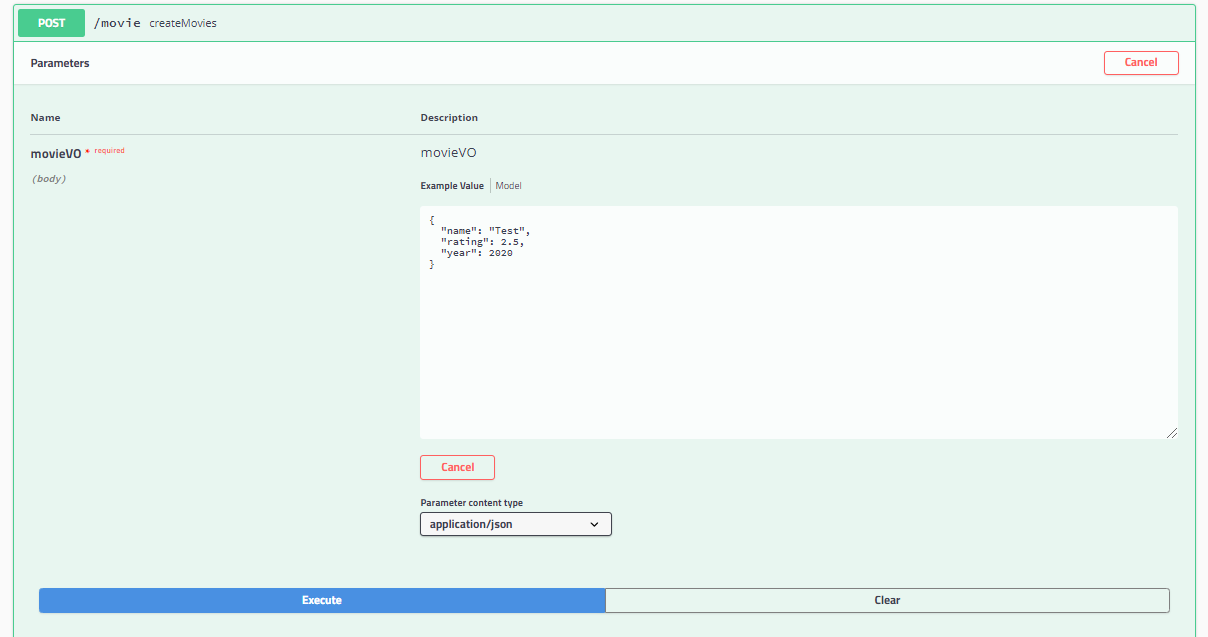 POST /movie createMovies
Parameters Cancel
Name Description
movieVO * required movieVO
(body)
Example Value Model
{
  "name": "Test",
  "rating": 2.5,
  "year": 2020
}
Cancel
Parameter content type
application/json
Execute Clear